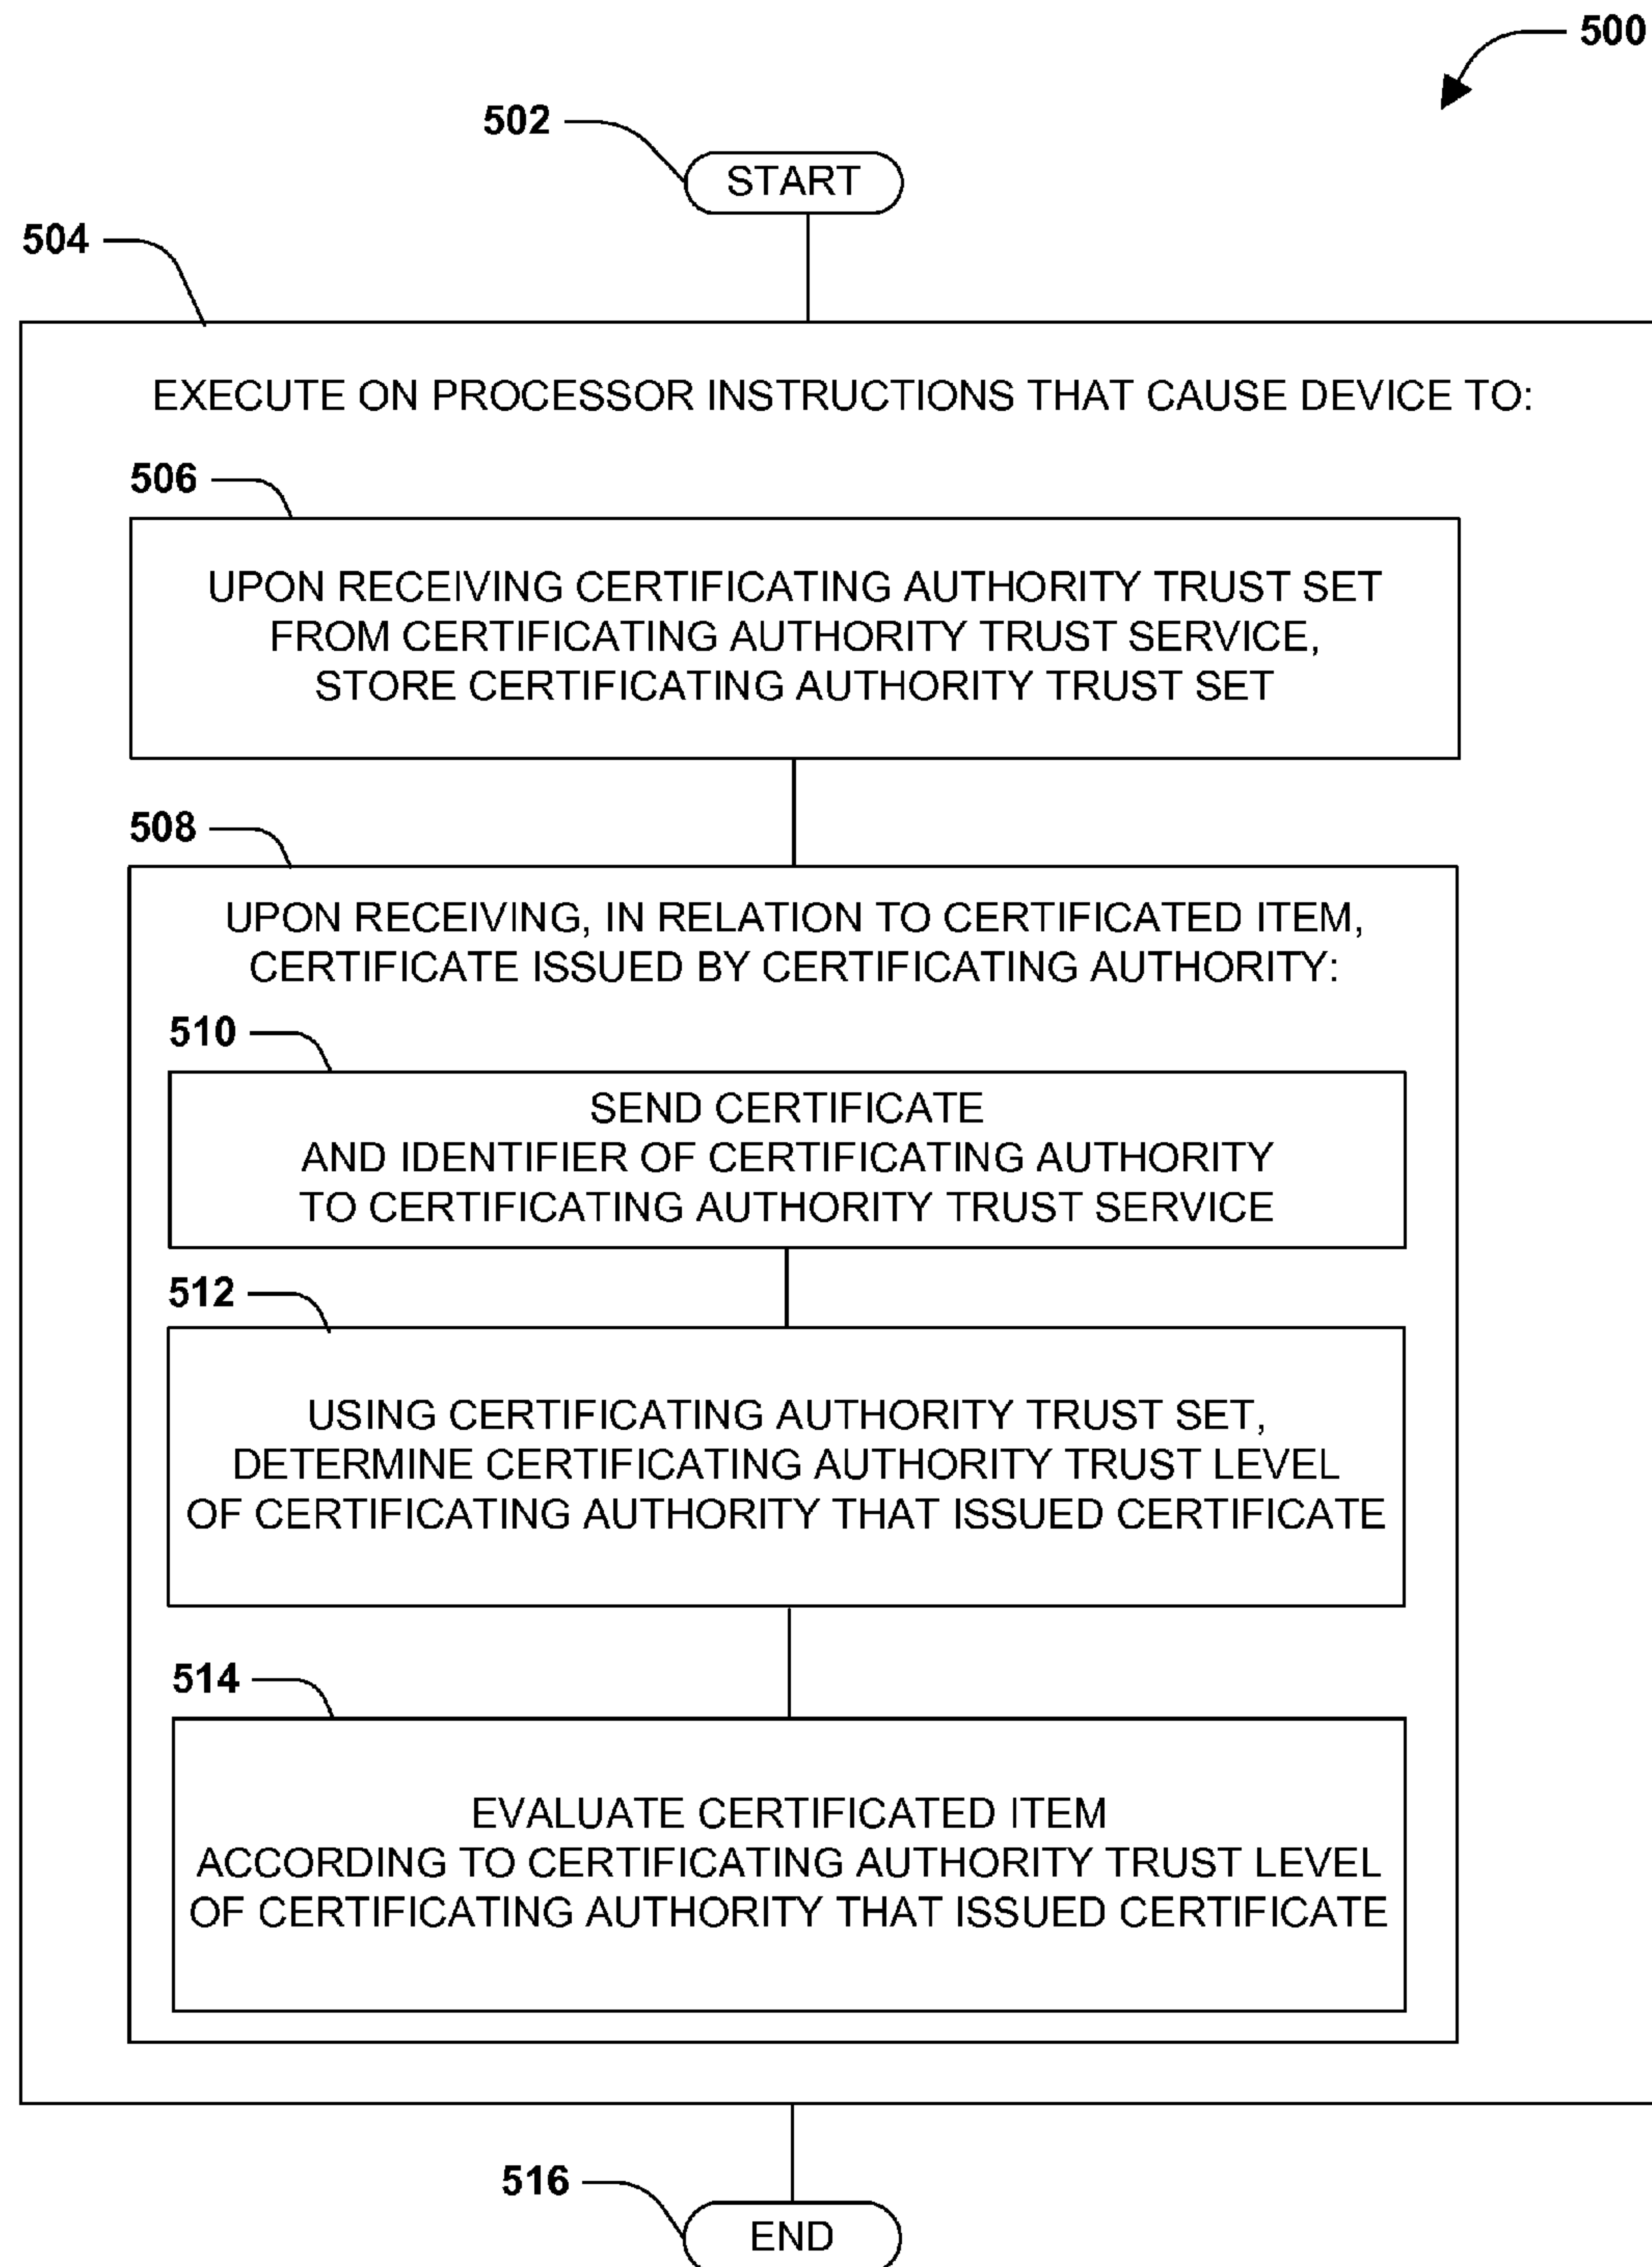 500
502
START
504
EXECUTE ON PROCESSOR INSTRUCTIONS THAT CAUSE DEVICE TO:
506
UPON RECEIVING CERTIFICATING AUTHORITY TRUST SET
FROM CERTIFICATING AUTHORITY TRUST SERVICE,
STORE CERTIFICATING AUTHORITY TRUST SET
508
UPON RECEIVING, IN RELATION TO CERTIFICATED ITEM,
CERTIFICATE ISSUED BY CERTIFICATING AUTHORITY:
510
SEND CERTIFICATE
AND IDENTIFIER OF CERTIFICATING AUTHORITY
TO CERTIFICATING AUTHORITY TRUST SERVICE
512
USING CERTIFICATING AUTHORITY TRUST SET,
DETERMINE CERTIFICATING AUTHORITY TRUST LEVEL
OF CERTIFICATING AUTHORITY THAT ISSUED CERTIFICATE
514
EVALUATE CERTIFICATED ITEM
ACCORDING TO CERTIFICATING AUTHORITY TRUST LEVEL
OF CERTIFICATING AUTHORITY THAT ISSUED CERTIFICATE
516
END